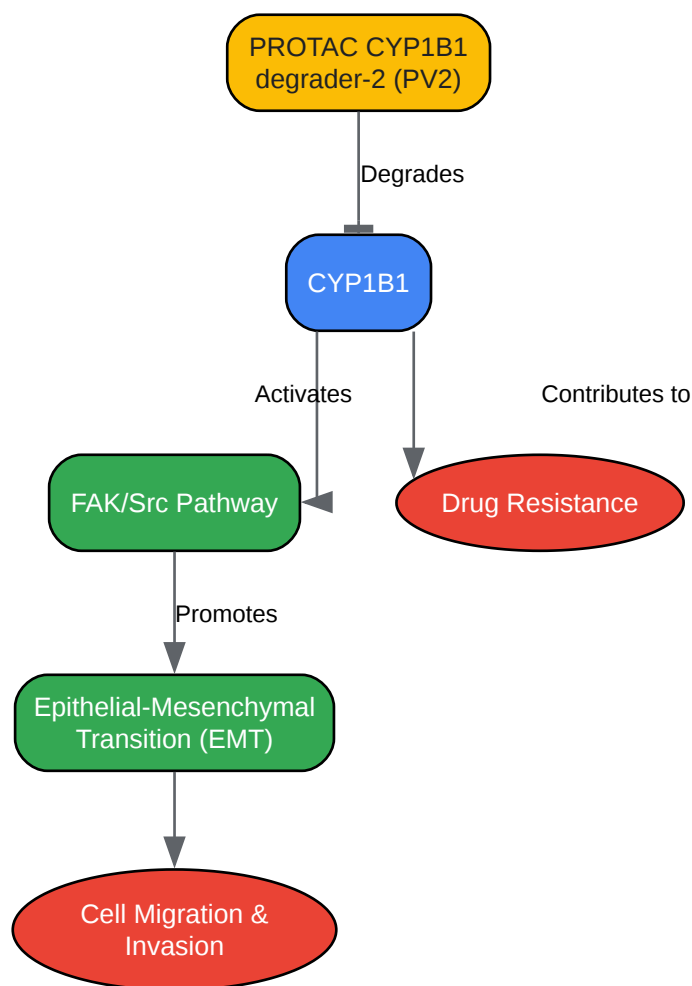 PROTAC CYP1B1
degrader-2 (PV2)
Degrades
CYP1B1
Activates
Contributes to
FAK/Src Pathway
Drug Resistance
Promotes
Epithelial-Mesenchymal
Transition (EMT)
Cell Migration &
Invasion